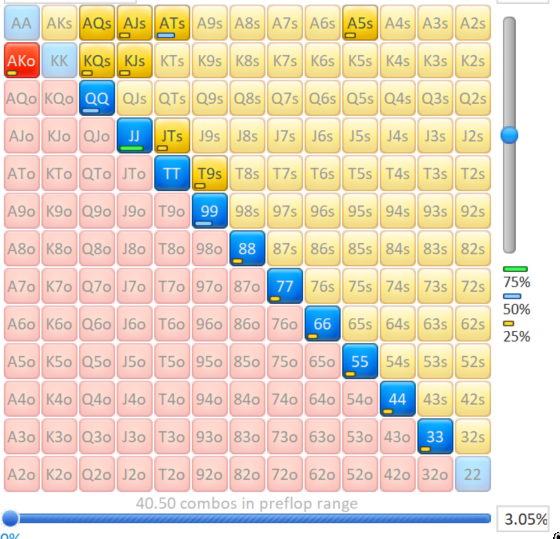 AA AKs AQs AJs ATs A9s A8s A7s A6s A5s A4s A3s A2s
AKo KK KQs KJs KTs K9s K8s K7s K6s K5s K4s K3s K2s
AQo KQo QQ QJs QTs Q9s Q8s Q7s Q6s Q5s Q4s Q3s Q2s
AJo KJo QJo JJ JTs J9s J8s J7s J6s J5s J4s J3s J2s
ATo KTo QTo JTo TT T9s T8s T7s T6s T5s T4s T3s T2s
A9o K9o Q9o J9o T9o 99 98s 97s 96s 95s 94s 93s 92s
A8o K8o Q8o J8o T8o 98o 88 87s 86s 85s 84s 83s 82s
A7o K7o Q7o J7o T7o 97o 87o 77 76s 75s 74s 73s 72s
75%
50%
A6o K6o Q6o J6o T6o 96o 86o 76o 66 65s 64s 63s 62s
25%
A5o K5o Q5o J5o T5o 95o 85o 75o 65o 55 54s 53s 52s
A4o K4o Q4o J4o T4o 94o 84o 74o 64o 54o 44 43s 42s
A3o K3o Q3o J3o T3o 93o 83o 73o 63o 53o 43o 33 32s
A2o K2o Q2o J2o T2o 92o 82o 72o 62o 52o 42o 32o 22
40.50 combos in preflop range
3.05%
0%